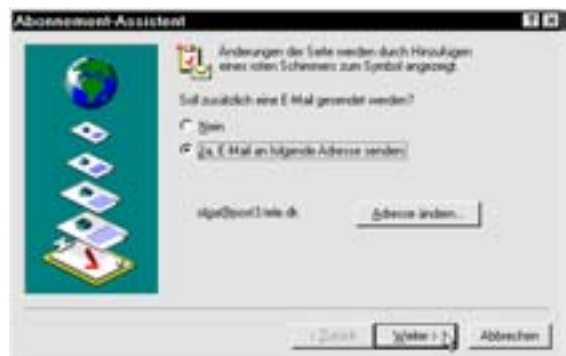 Abonnement-Assistent
Änderungen der Seite werden durch Hinzufügen
eines roten Schimmers zum Symbol angezeigt.
Soll zusätzlich eine E-Mail gesendet werden?
Nein
Ja, E-Mail an folgende Adresse senden:
Adresse ändern...
< Zurück
Weiter >
Abbrechen